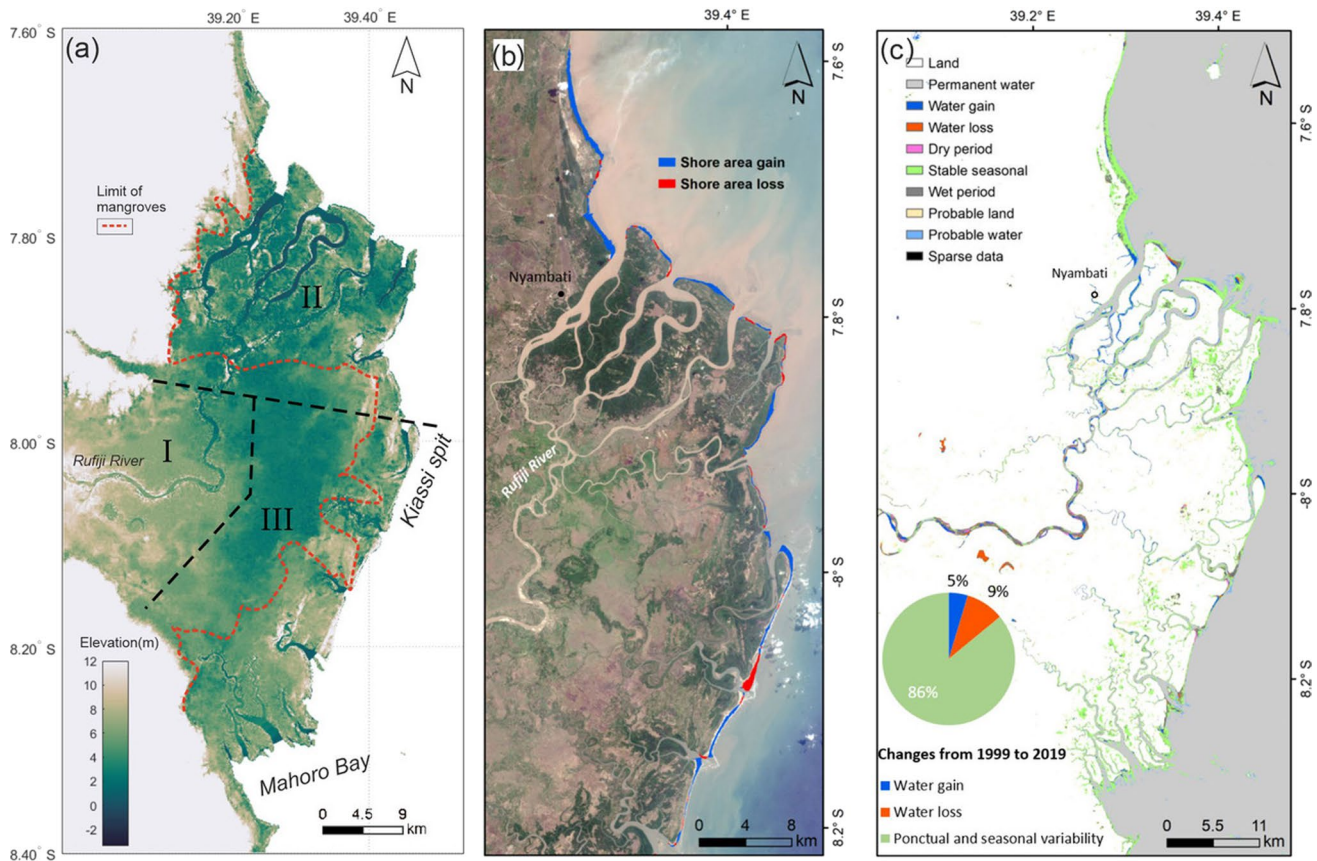 39.20° E
39.40° E
7.60° S
7.80° S
8.00° S
8.20° S
8.40° S
(a)
N
Limit of
mangroves
II
I
Rufiji River
III
Kiassi spit
Elevation(m)
12
10
8
6
4
2
0
-2
Mahoro Bay
0 4.5 9
km
39.4° E
(b)
N
7.6° S
Shore area gain
Shore area loss
Nyambati
7.8° S
Rufiji River
-8° S
0 4 8
km
8.2° S
39.2° E
39.4° E
(c)
N
Land
Permanent water
Water gain
Water loss
Dry period
Stable seasonal
Wet period
Probable land
Probable water
Sparse data
7.6° S
Nyambati
7.8° S
-8° S
5%
9%
86%
8.2° S
Changes from 1999 to 2019
Water gain
Water loss
Ponctual and seasonal variability
0 5.5 11
km